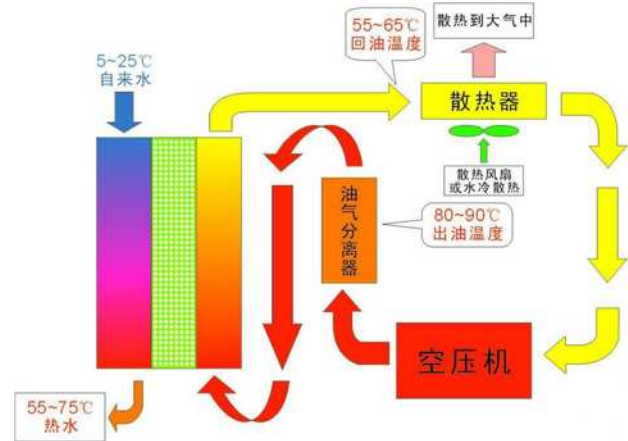 5~25℃
自来水
55~65℃
回油温度
散热到大气中
散热器
散热风扇
或水冷散热
油气分离器
80~90℃
出油温度
空压机
55~75℃
热水